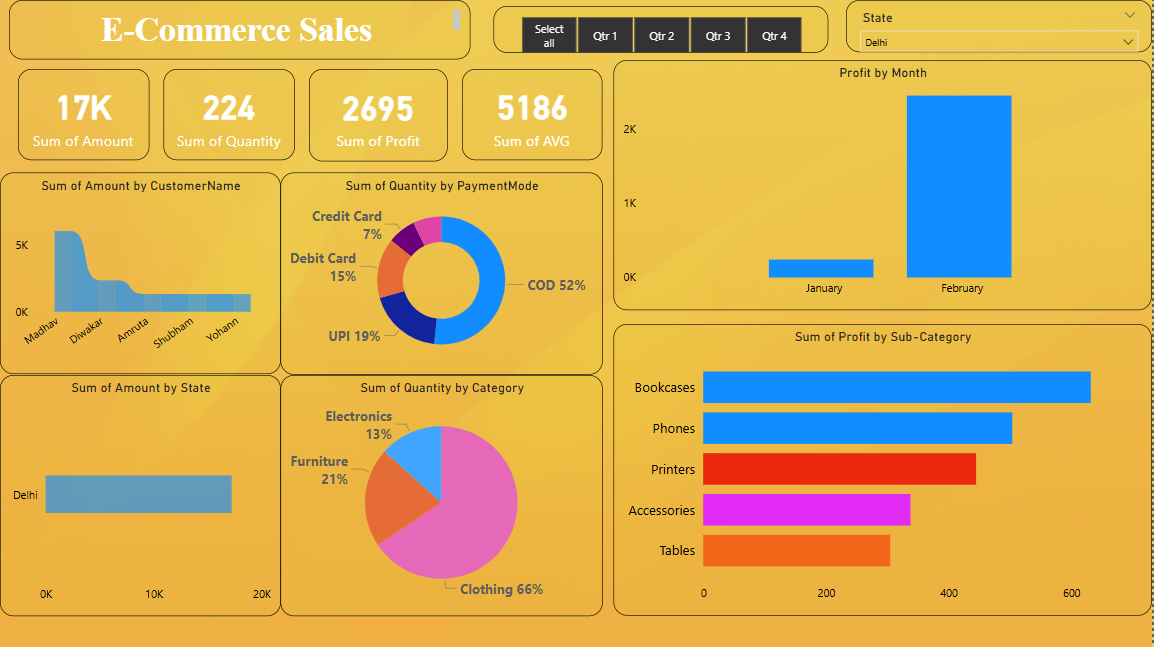 E-Commerce Sales
Select all
Qtr 1
Qtr 2
Qtr 3
Qtr 4
State
Delhi
17K
Sum of Amount
224
Sum of Quantity
2695
Sum of Profit
5186
Sum of AVG
Profit by Month
2K
1K
0K
January
February
Sum of Amount by CustomerName
5K
0K
Madhav
Diwakar
Amruta
Shubham
Yohann
Sum of Quantity by PaymentMode
Credit Card
7%
Debit Card
15%
UPI 19%
COD 52%
Sum of Profit by Sub-Category
Bookcases
Phones
Printers
Accessories
Tables
0
200
400
600
Sum of Amount by State
Delhi
0K
10K
20K
Sum of Quantity by Category
Electronics
13%
Furniture
21%
Clothing 66%